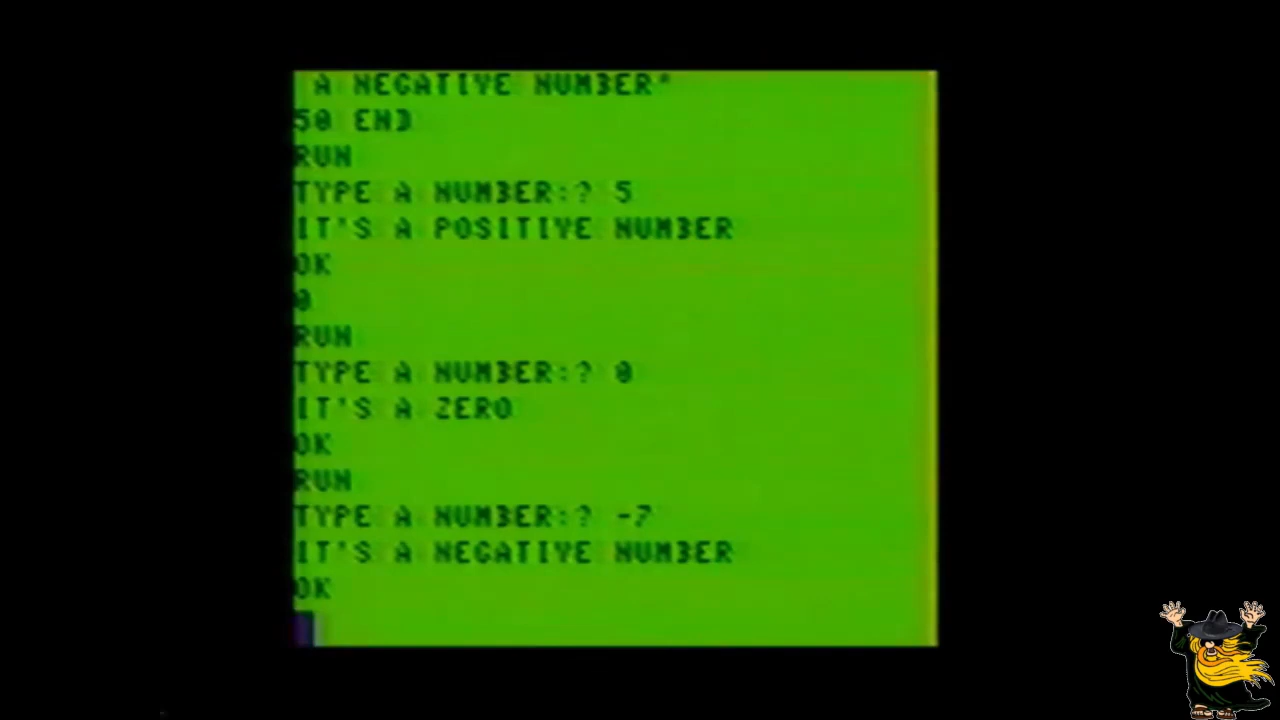 A NEGATIVE NUMBER"
50 END
RUN
TYPE A NUMBER:? 5
IT'S A POSITIVE NUMBER
OK
0
RUN
TYPE A NUMBER:? 0
IT'S A ZERO
OK
RUN
TYPE A NUMBER:? -7
IT'S A NEGATIVE NUMBER
OK